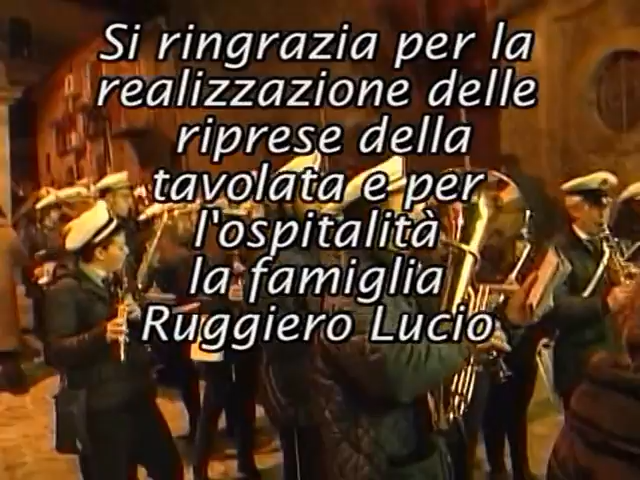 Si ringrazia per la
realizzazione delle
riprese della
tavolata e per
l'ospitalità
la famiglia
Ruggiero Lucio